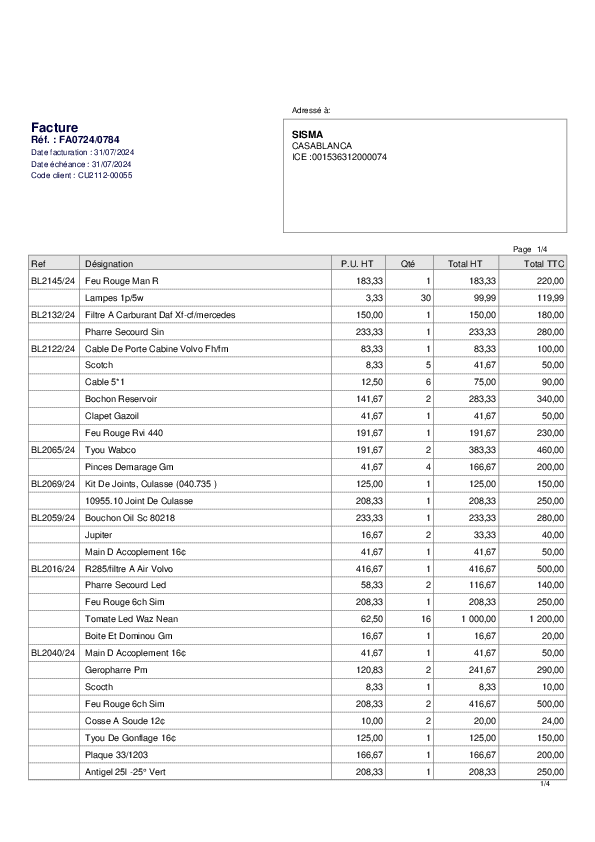 Adressé à:
Facture
Réf. : FA0724/0784
Date facturation : 31/07/2024
Date échéance : 31/07/2024
Code client : CU2112-00055
SISMA
CASABLANCA
ICE :001536312000074
Page 1/4
Ref Désignation P.U. HT Qté Total HT Total TTC
BL2145/24 Feu Rouge Man R 183,33 1 183,33 220,00
Lampes 1p/5w 3,33 30 99,99 119,99
BL2132/24 Filtre A Carburant Daf Xf-cf/mercedes 150,00 1 150,00 180,00
Pharre Secourd Sin 233,33 1 233,33 280,00
BL2122/24 Cable De Porte Cabine Volvo Fh/fm 83,33 1 83,33 100,00
Scotch 8,33 5 41,67 50,00
Cable 5*1 12,50 6 75,00 90,00
Bochon Reservoir 141,67 2 283,33 340,00
Clapet Gazoil 41,67 1 41,67 50,00
Feu Rouge Rvi 440 191,67 1 191,67 230,00
BL2065/24 Tyou Wabco 191,67 2 383,33 460,00
Pinces Demarage Gm 41,67 4 166,67 200,00
BL2069/24 Kit De Joints, Culasse (040.735 ) 125,00 1 125,00 150,00
10955.10 Joint De Culasse 208,33 1 208,33 250,00
BL2059/24 Bouchon Oil Sc 80218 233,33 1 233,33 280,00
Jupiter 16,67 2 33,33 40,00
Main D Accoplement 16¢ 41,67 1 41,67 50,00
BL2016/24 R285/filtre A Air Volvo 416,67 1 416,67 500,00
Pharre Secourd Led 58,33 2 116,67 140,00
Feu Rouge 6ch Sim 208,33 1 208,33 250,00
Tomate Led Waz Nean 62,50 16 1 000,00 1 200,00
Boite Et Dominou Gm 16,67 1 16,67 20,00
BL2040/24 Main D Accoplement 16¢ 41,67 1 41,67 50,00
Geropharre Pm 120,83 2 241,67 290,00
Scocth 8,33 1 8,33 10,00
Feu Rouge 6ch Sim 208,33 2 416,67 500,00
Cosse A Soude 12¢ 10,00 2 20,00 24,00
Tyou De Gonflage 16¢ 125,00 1 125,00 150,00
Plaque 33/1203 166,67 1 166,67 200,00
Antigel 25l -25° Vert 208,33 1 208,33 250,00
1/4